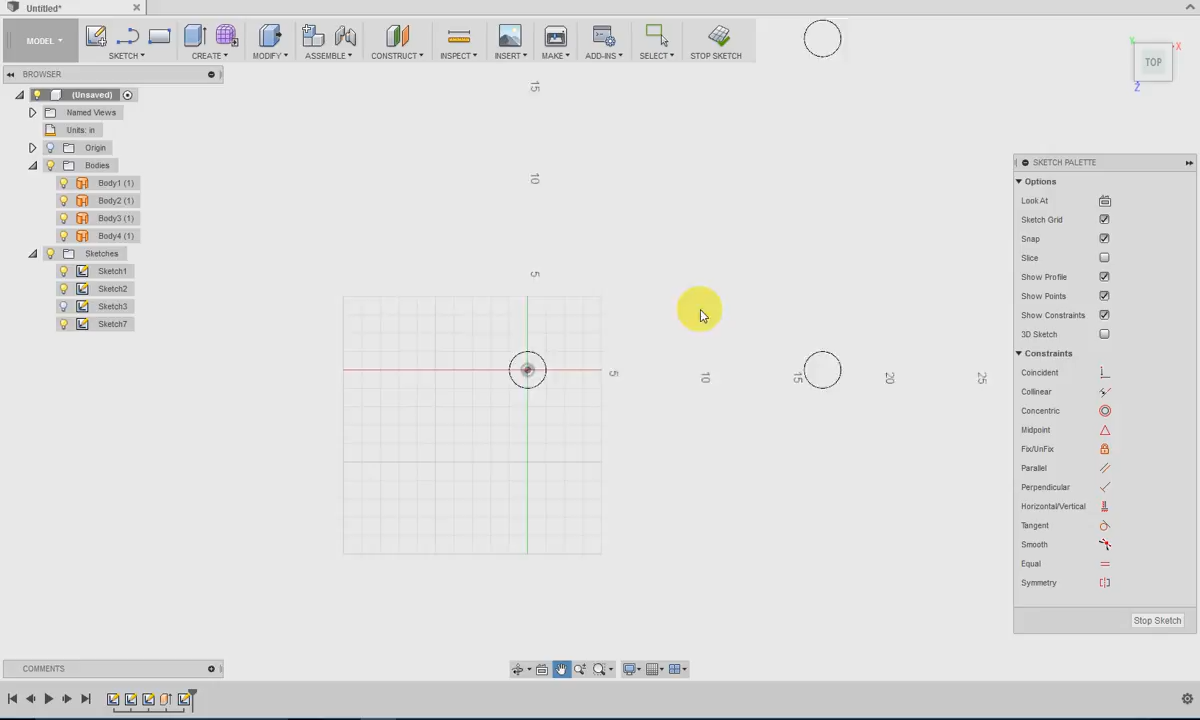 Untitled*
MODEL
SKETCH
CREATE
MODIFY
ASSEMBLE
CONSTRUCT
INSPECT
INSERT
MAKE
ADD-INS
SELECT
STOP SKETCH
BROWSER
(Unsaved)
Named Views
Units: in
Origin
Bodies
Body1 (1)
Body2 (1)
Body3 (1)
Body4 (1)
Sketches
Sketch1
Sketch2
Sketch3
Sketch7
15
10
5
5
10
15
20
25
Y
X
TOP
Z
SKETCH PALETTE
Options
Look At
Sketch Grid
Snap
Slice
Show Profile
Show Points
Show Constraints
3D Sketch
Constraints
Coincident
Collinear
Concentric
Midpoint
Fix/UnFix
Parallel
Perpendicular
Horizontal/Vertical
Tangent
Smooth
Equal
Symmetry
Stop Sketch
COMMENTS